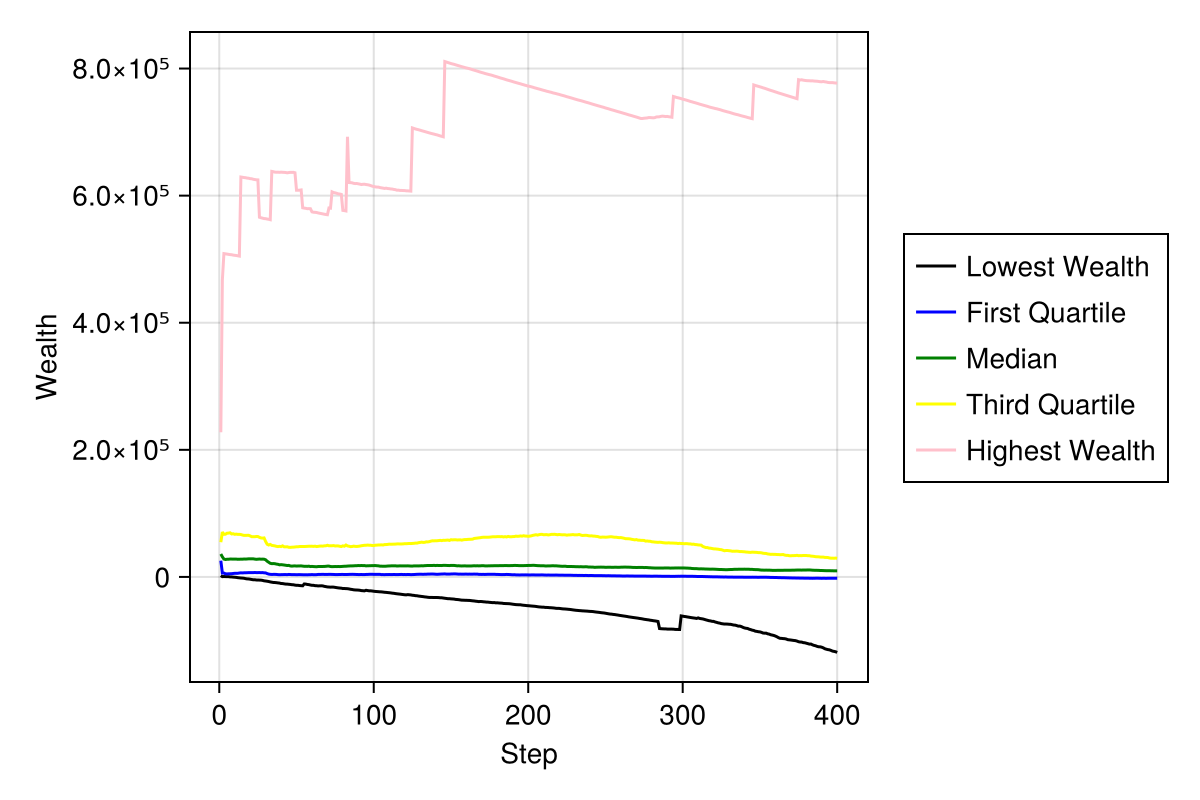 8.0×10⁵
6.0×10⁵
4.0×10⁵
2.0×10⁵
0
Wealth
0 100 200 300 400
Step
Lowest Wealth
First Quartile
Median
Third Quartile
Highest Wealth